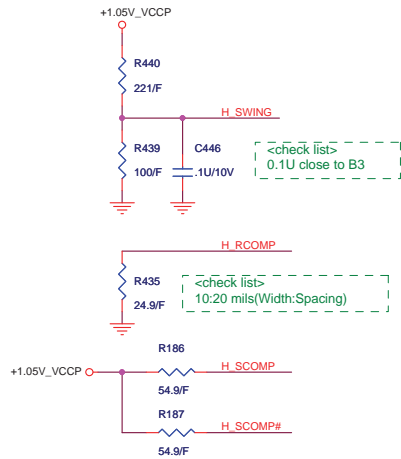 +1.05V_VCCP
R440
221/F
H_SWING
R439
100/F
C446
.1U/10V
<check list>
0.1U close to B3
H_RCOMP
R435
24.9/F
<check list>
10:20 mils(Width:Spacing)
R186
+1.05V_VCCP
H_SCOMP
54.9/F
R187
H_SCOMP#
54.9/F